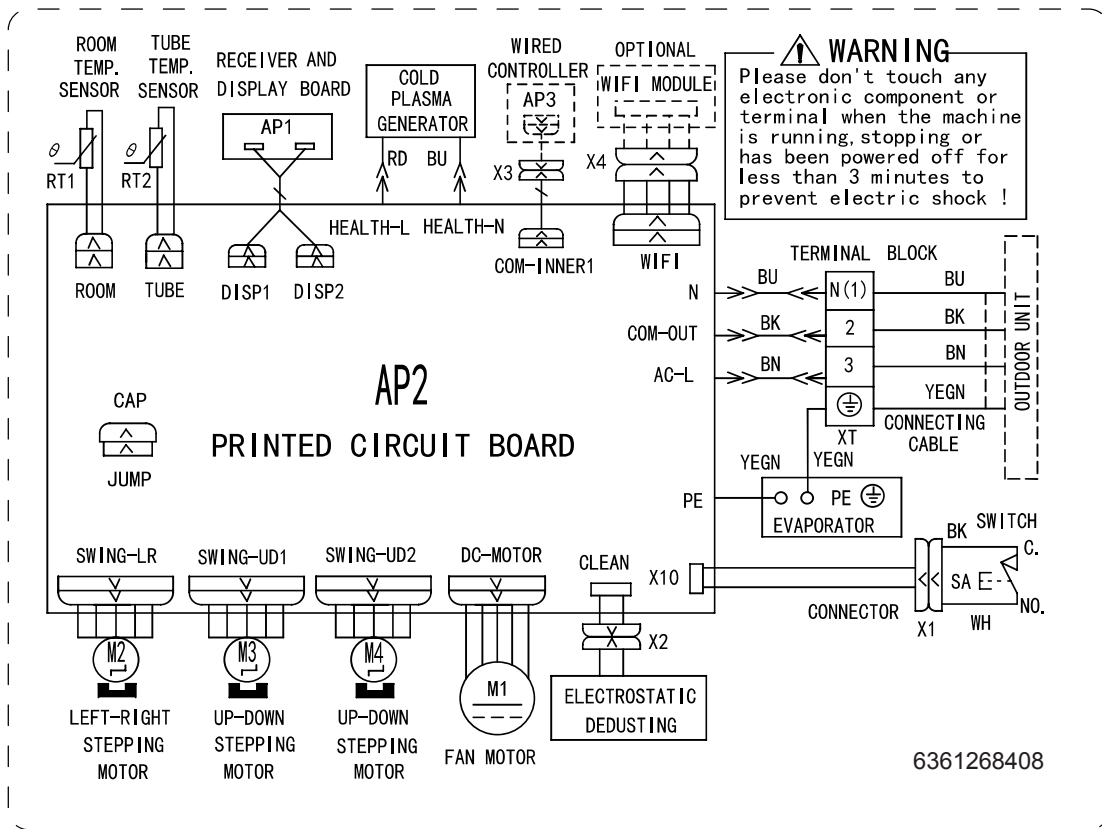 ROOM
TEMP.
SENSOR
TUBE
TEMP.
SENSOR
RECEIVER AND
DISPLAY BOARD
AP1
COLD
PLASMA
GENERATOR
WIRED
CONTROLLER
AP3
OPTIONAL
WIFI MODULE
WARNING
Please don't touch any
electronic component or
terminal when the machine
is running, stopping or
has been powered off for
less than 3 minutes to
prevent electric shock !
θ
RT1
θ
RT2
RD
BU
X3
X4
HEALTH-L
HEALTH-N
ROOM
TUBE
DISP1
DISP2
COM-INNER1
WIFI
TERMINAL BLOCK
N
BU
N(1)
BU
COM-OUT
BK
2
BK
AC-L
BN
3
BN
YEGN
XT
CONNECTING
CABLE
OUTDOOR UNIT
AP2
PRINTED CIRCUIT BOARD
CAP
JUMP
YEGN
YEGN
PE
PE
EVAPORATOR
SWING-LR
SWING-UD1
SWING-UD2
DC-MOTOR
CLEAN
X10
BK
SWITCH
C.
SA
NO.
CONNECTOR
X1
WH
X2
M2
M3
M4
M1
ELECTROSTATIC
DEDUSTING
LEFT-RIGHT
STEPPING
MOTOR
UP-DOWN
STEPPING
MOTOR
UP-DOWN
STEPPING
MOTOR
FAN MOTOR
6361268408